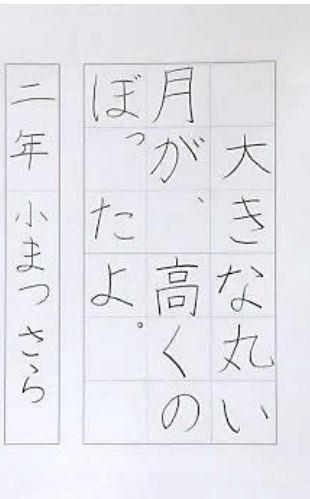 大きな丸い
月が、高くの
ぼったよ。
二年 小まつ さら